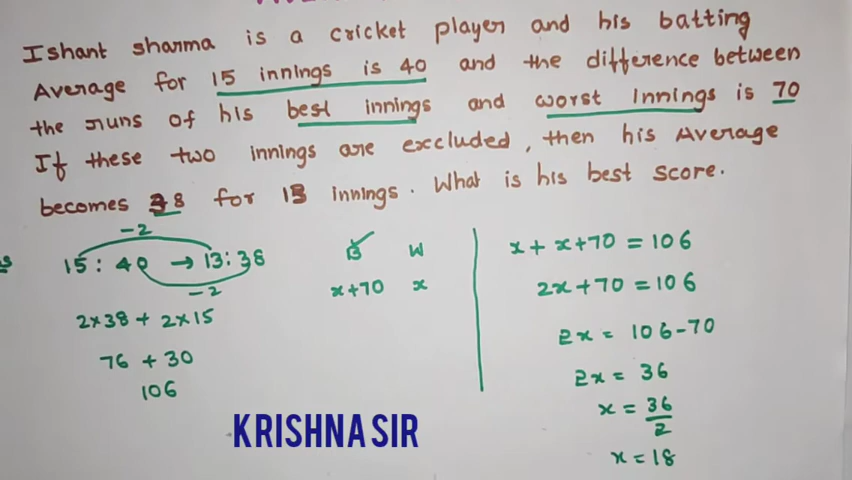 Ishant sharma is a cricket player and his batting
Average for 15 innings is 40 and the difference between
the runs of his best innings and worst Innings is 70
If these two innings are excluded, then his Average
becomes 38 for 13 innings. What is his best score.
-2
15 : 40 → 13 : 38
-2
2×38 + 2×15
76 + 30
106
B W
x+70 x
x + x+70 = 106
2x+70 = 106
2x = 106-70
2x = 36
x = 36/2
x = 18
KRISHNA SIR